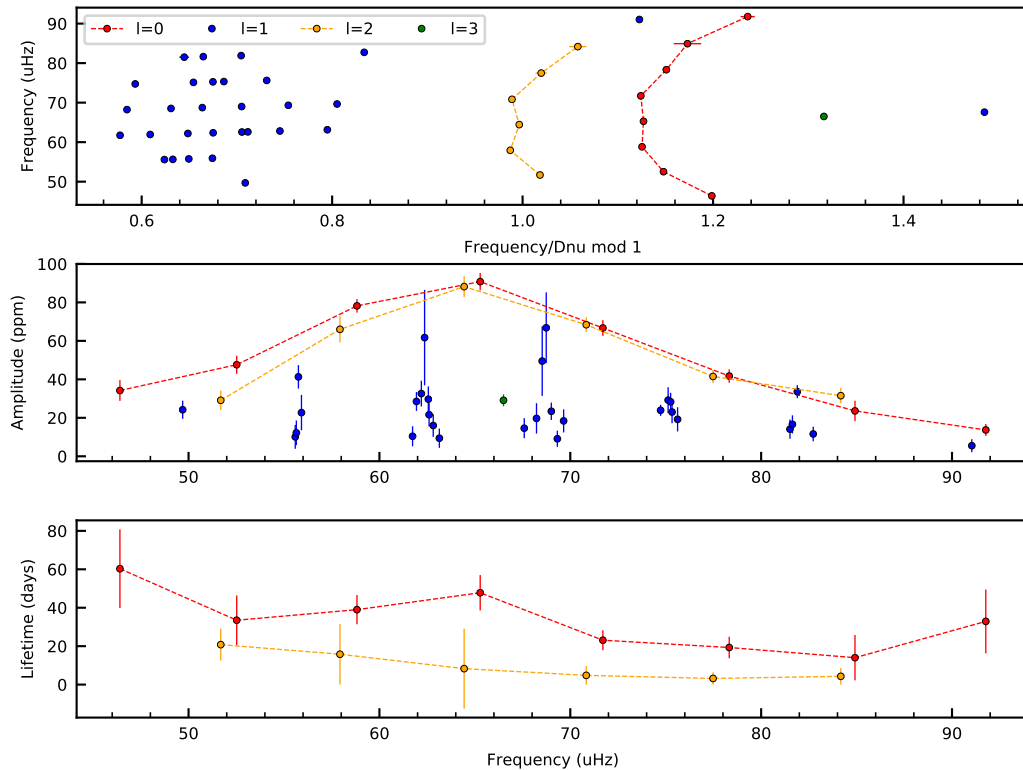 l=0 l=1 l=2 l=3
Frequency (uHz)
90
80
70
60
50
0.6 0.8 1.0 1.2 1.4
Frequency/Dnu mod 1
Amplitude (ppm)
100
80
60
40
20
0
50 60 70 80 90
Lifetime (days)
80
60
40
20
0
50 60 70 80 90
Frequency (uHz)